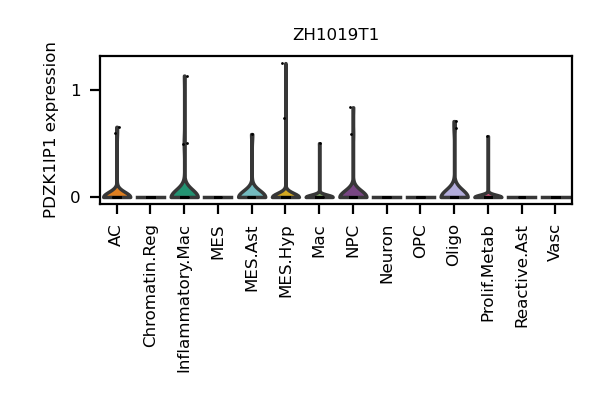 ZH1019T1
PDZK1IP1 expression
1
0
AC
Chromatin.Reg
Inflammatory.Mac
MES
MES.Ast
MES.Hyp
Mac
NPC
Neuron
OPC
Oligo
Prolif.Metab
Reactive.Ast
Vasc